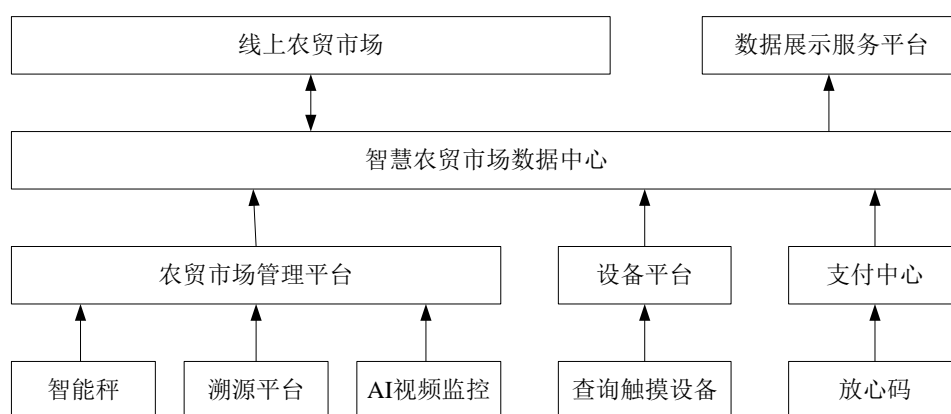 线上农贸市场
数据展示服务平台
智慧农贸市场数据中心
农贸市场管理平台
设备平台
支付中心
智能秤
溯源平台
AI视频监控
查询触摸设备
放心码